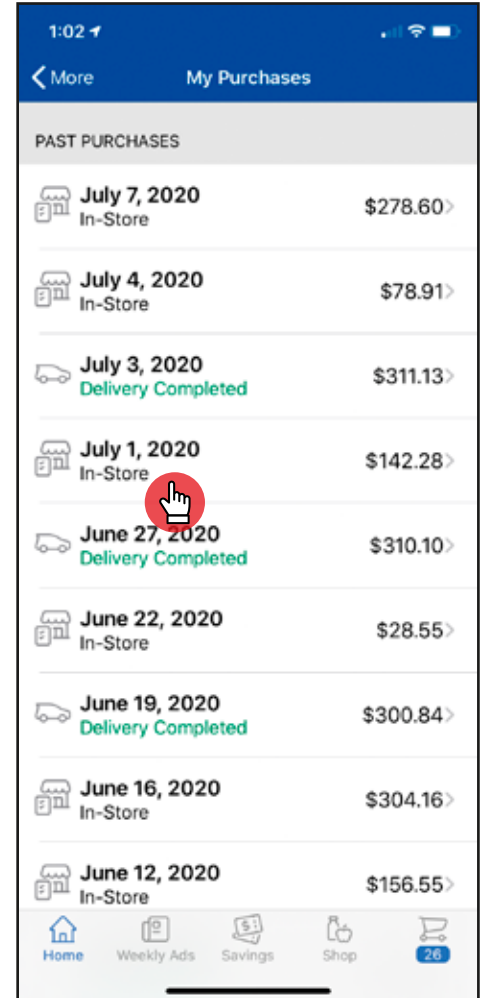 1:02
More
My Purchases
PAST PURCHASES
July 7, 2020
In-Store
$278.60
July 4, 2020
In-Store
$78.91
July 3, 2020
Delivery Completed
$311.13
July 1, 2020
In-Store
$142.28
June 27, 2020
Delivery Completed
$310.10
June 22, 2020
In-Store
$28.55
June 19, 2020
Delivery Completed
$300.84
June 16, 2020
In-Store
$304.16
June 12, 2020
In-Store
$156.55
Home
Weekly Ads
Savings
Shop
26